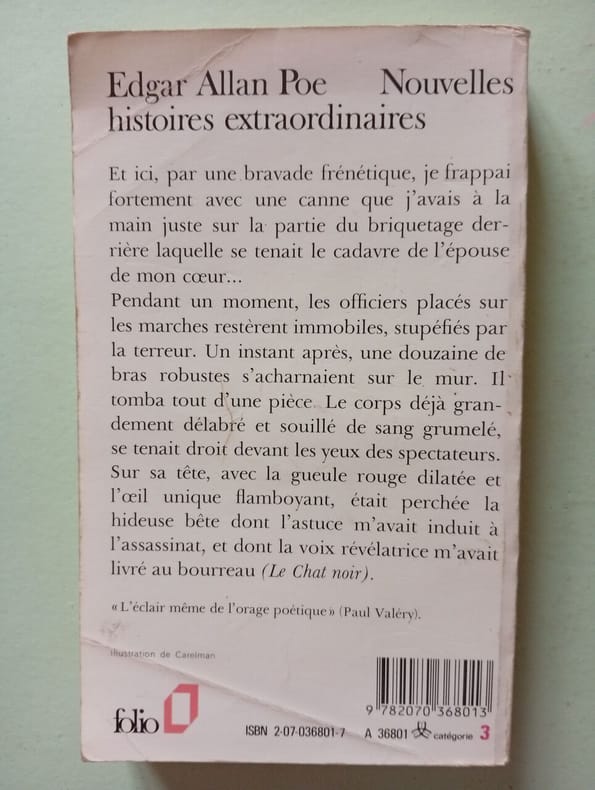 Edgar Allan Poe Nouvelles
histoires extraordinaires
Et ici, par une bravade frénétique, je frappai
fortement avec une canne que j'avais à la
main juste sur la partie du briquetage der-
rière laquelle se tenait le cadavre de l'épouse
de mon cœur...
Pendant un moment, les officiers placés sur
les marches restèrent immobiles, stupéfiés par
la terreur. Un instant après, une douzaine de
bras robustes s'acharnaient sur le mur. Il
tomba tout d'une pièce. Le corps déjà gran-
dement délabré et souillé de sang grumelé,
se tenait droit devant les yeux des spectateurs.
Sur sa tête, avec la gueule rouge dilatée et
l'œil unique flamboyant, était perchée la
hideuse bête dont l'astuce m'avait induit à
l'assassinat, et dont la voix révélatrice m'avait
livré au bourreau (Le Chat noir).
« L'éclair même de l'orage poétique » (Paul Valéry).
Illustration de Carelman
9 782070 368013
folio ISBN 2-07-036801-7 A 36801 catégorie 3